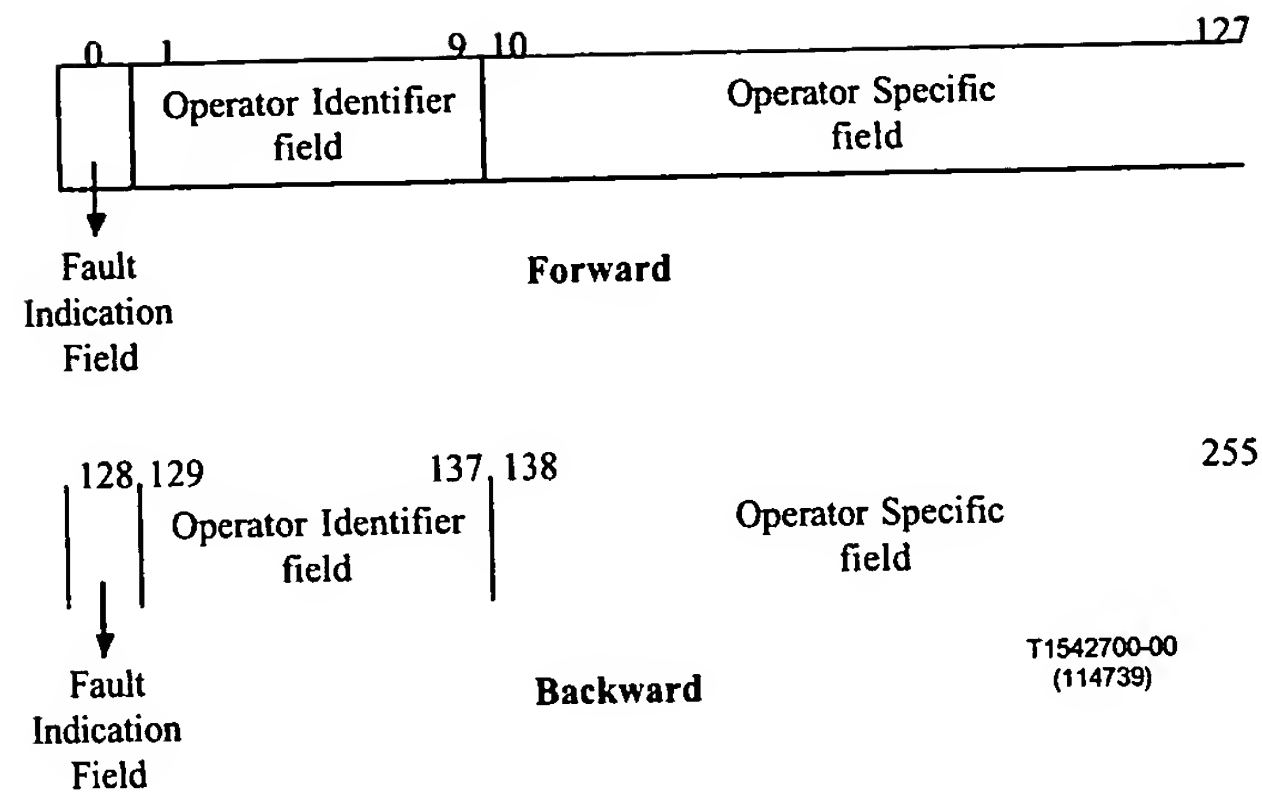 0 1 9 10 127
Operator Identifier
field
Operator Specific
field
Fault
Indication
Field
Forward
128 129 137 138 255
Operator Identifier
field
Operator Specific
field
Fault
Indication
Field
Backward
T1542700-00
(114739)